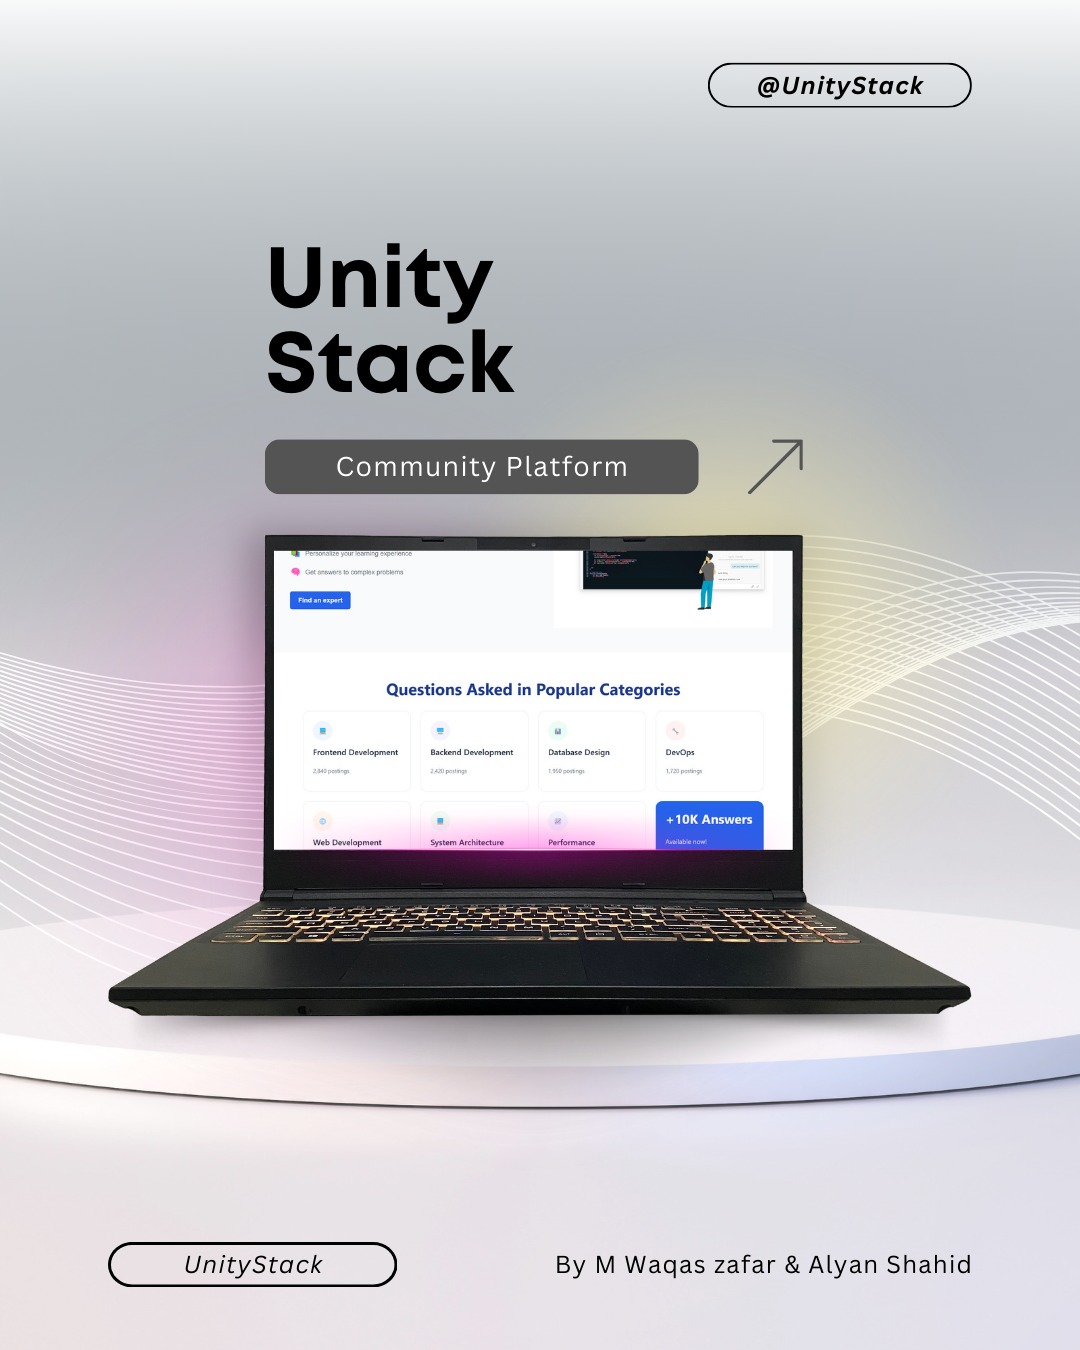 @UnityStack
Unity
Stack
Community Platform
Personalize your learning experience
Get answers to complex problems
Find an expert
Questions Asked in Popular Categories
Frontend Development
2,840 postings
Backend Development
2,420 postings
Database Design
1,950 postings
DevOps
1,720 postings
Web Development
System Architecture
Performance
+10K Answers
Available now!
UnityStack
By M Waqas zafar & Alyan Shahid